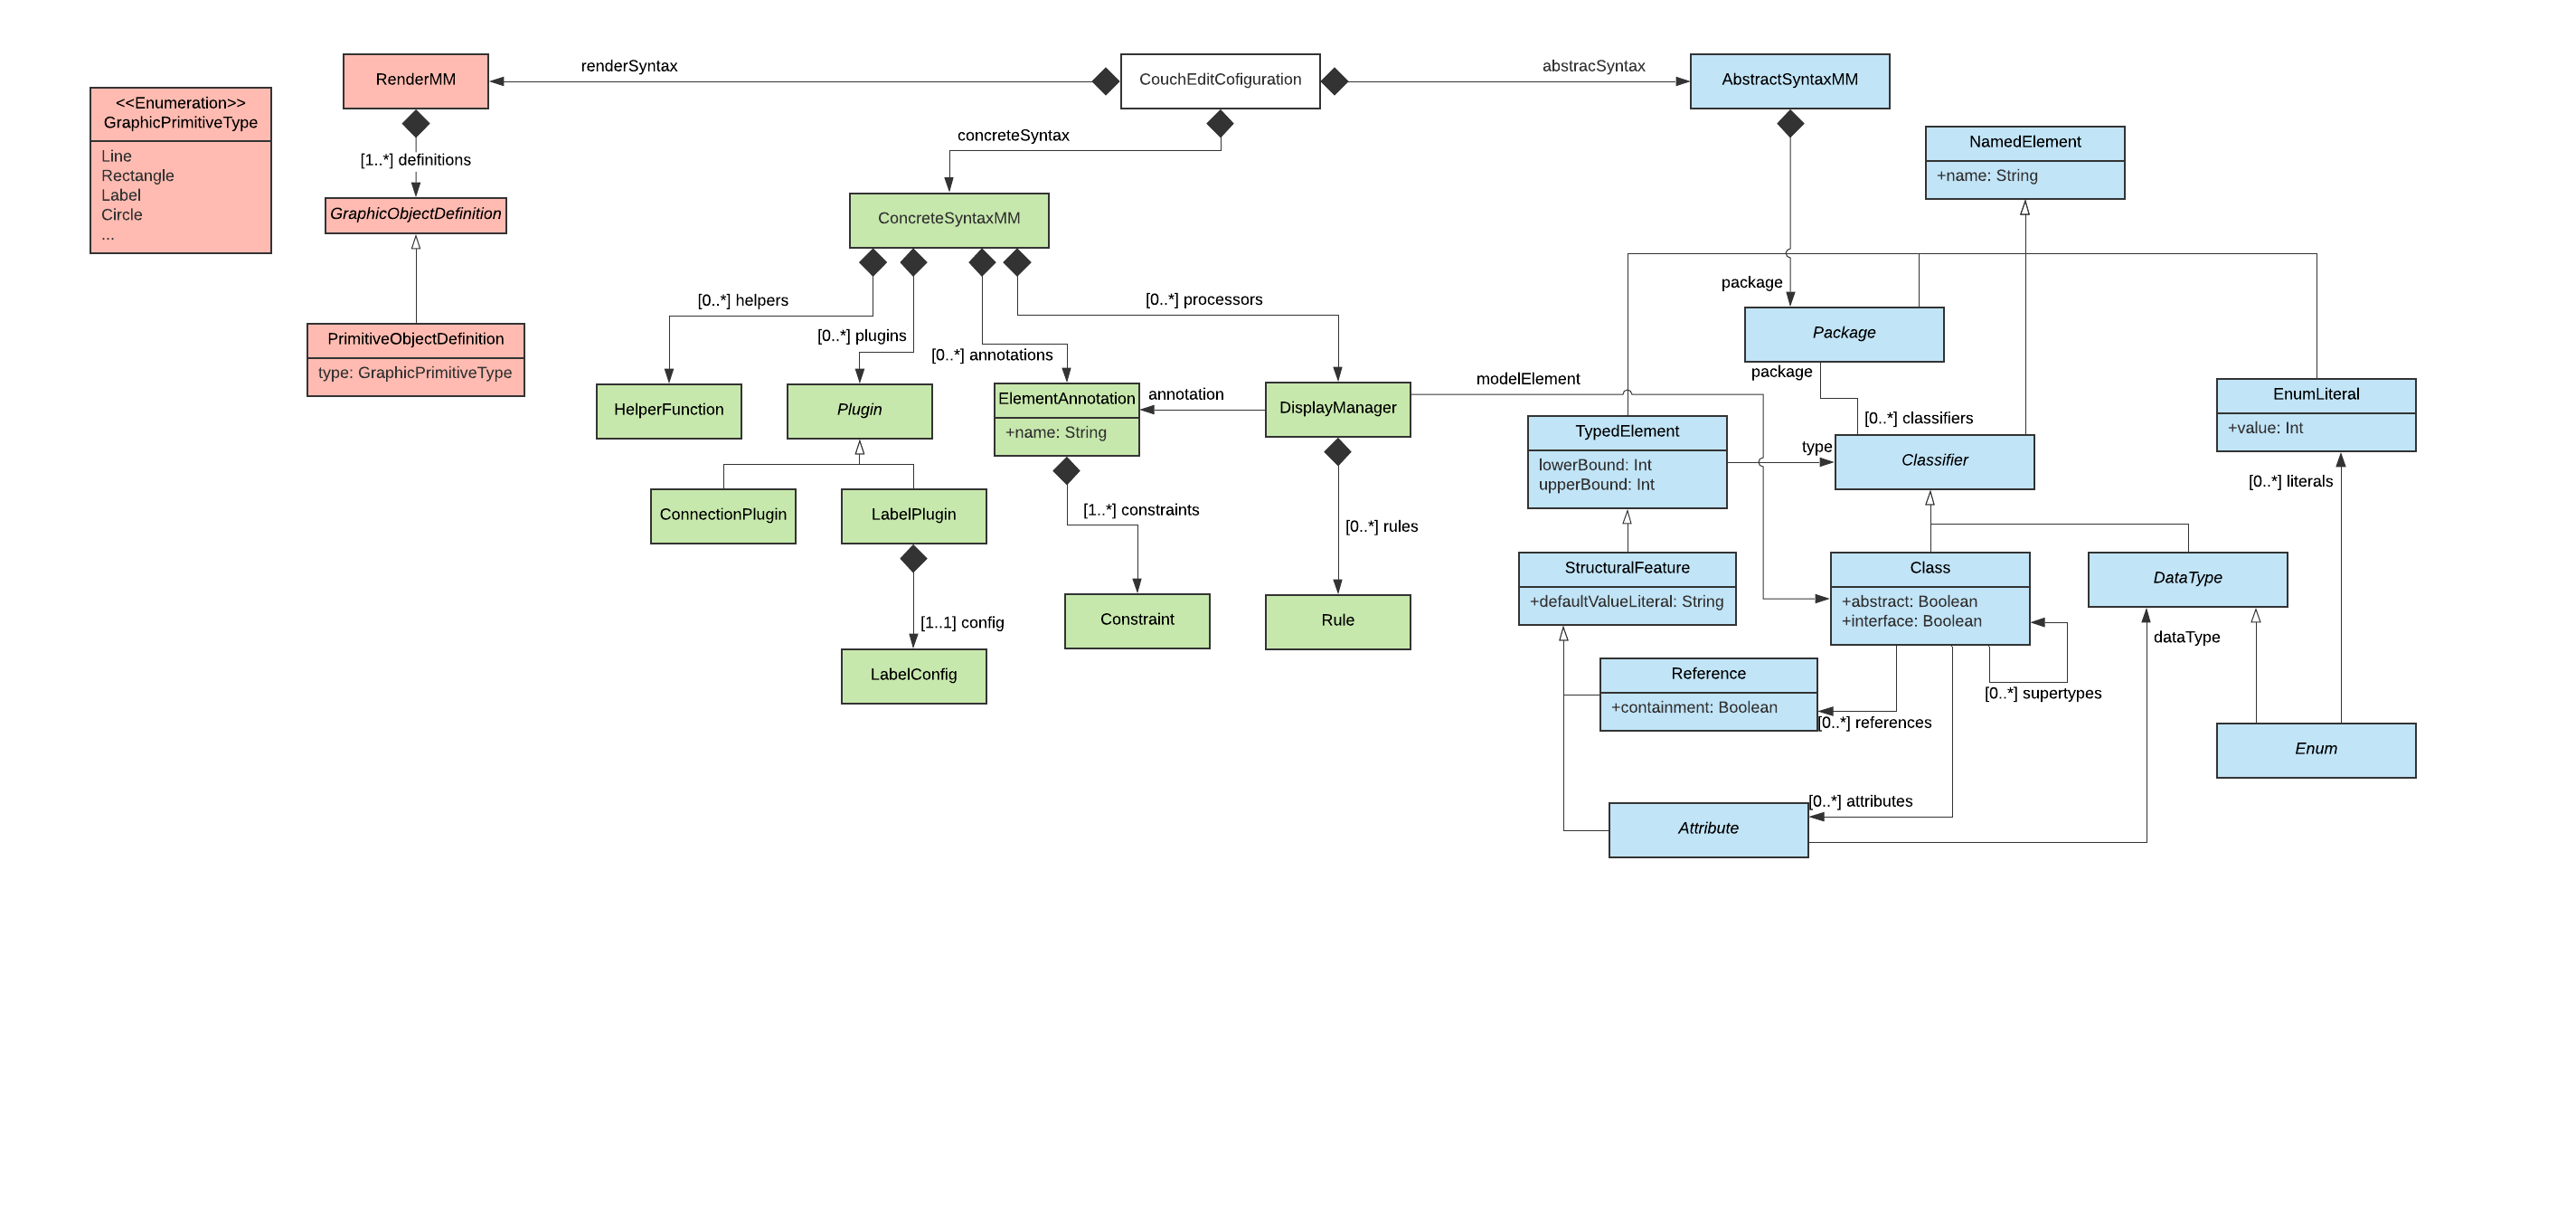 renderSyntax
abstracSyntax
RenderMM
CouchEditCofiguration
AbstractSyntaxMM
<<Enumeration>>
GraphicPrimitiveType
Line
Rectangle
Label
Circle
...
[1..*] definitions
GraphicObjectDefinition
PrimitiveObjectDefinition
type: GraphicPrimitiveType
concreteSyntax
ConcreteSyntaxMM
[0..*] helpers
[0..*] plugins
[0..*] annotations
[0..*] processors
HelperFunction
Plugin
ElementAnnotation
+name: String
annotation
DisplayManager
modelElement
ConnectionPlugin
LabelPlugin
[1..*] constraints
[0..*] rules
[1..1] config
Constraint
Rule
LabelConfig
NamedElement
+name: String
package
Package
package
[0..*] classifiers
EnumLiteral
+value: Int
TypedElement
lowerBound: Int
upperBound: Int
type
Classifier
[0..*] literals
StructuralFeature
+defaultValueLiteral: String
Class
+abstract: Boolean
+interface: Boolean
DataType
dataType
Reference
+containment: Boolean
[0..*] references
[0..*] supertypes
Enum
[0..*] attributes
Attribute